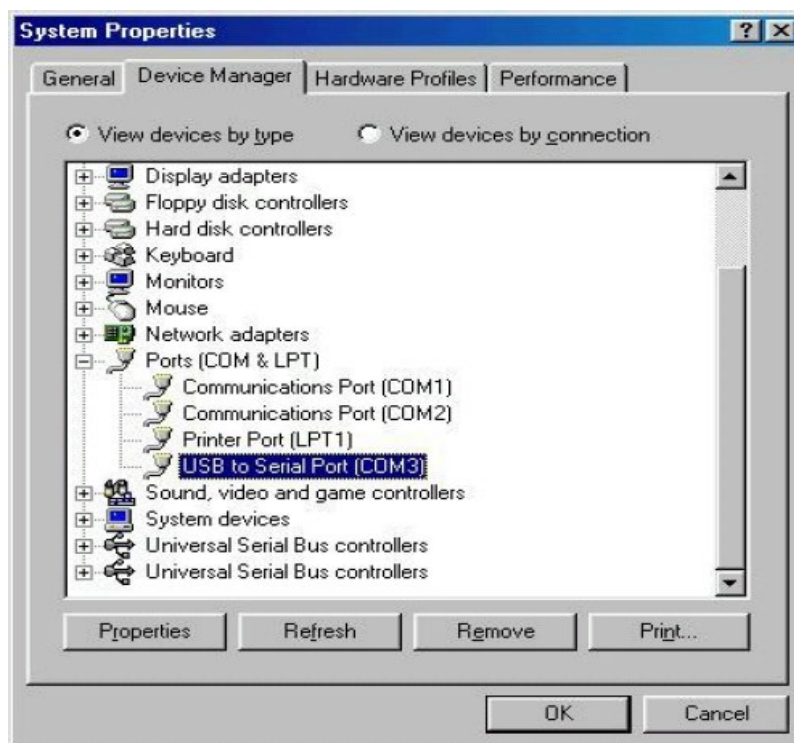 System Properties
General Device Manager Hardware Profiles Performance
View devices by type View devices by connection
Display adapters
Floppy disk controllers
Hard disk controllers
Keyboard
Monitors
Mouse
Network adapters
Ports (COM & LPT)
Communications Port (COM1)
Communications Port (COM2)
Printer Port (LPT1)
USB to Serial Port (COM3)
Sound, video and game controllers
System devices
Universal Serial Bus controllers
Universal Serial Bus controllers
Properties Refresh Remove Print...
OK Cancel